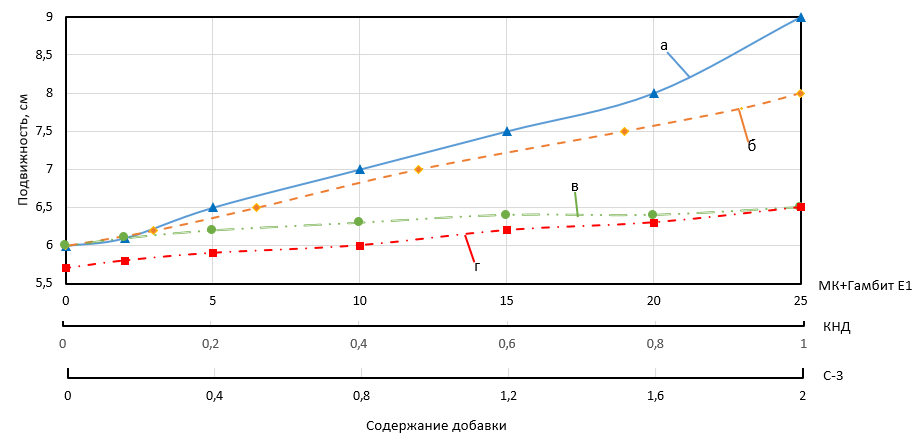 9
8,5
8
7,5
7
6,5
6
5,5
Подвижность, см
а
б
в
г
0 5 10 15 20 25 МК+Гамбит Е1
КНД
0 0,2 0,4 0,6 0,8 1
С-3
0 0,4 0,8 1,2 1,6 2
Содержание добавки